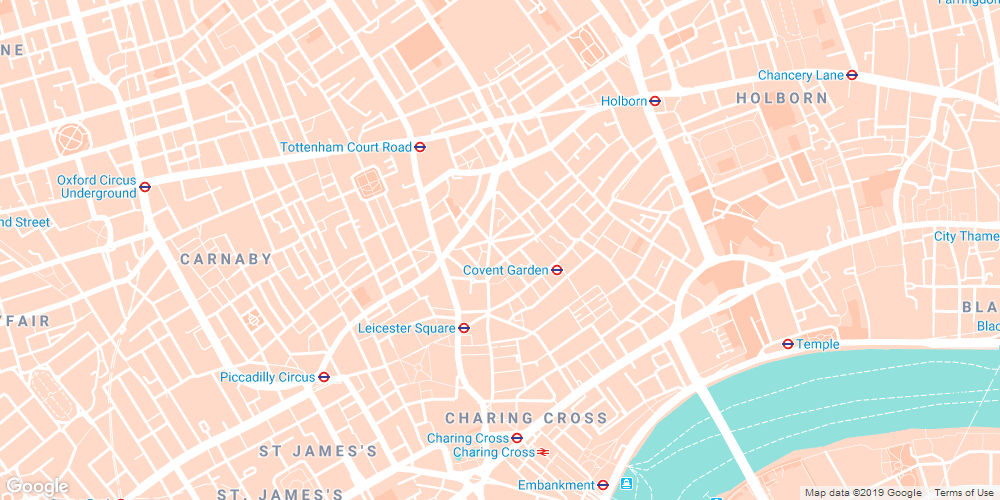 Farringdon
NE
Chancery Lane
Holborn
HOLBORN
Tottenham Court Road
Oxford Circus
Underground
nd Street
City Thame
CARNABY
Covent Garden
BLA
YFAIR
Leicester Square
Blac
Temple
Piccadilly Circus
CHARING CROSS
Charing Cross
ST JAMES'S
Charing Cross
Embankment
Google
ST. JAMES'S
Map data ©2019 Google
Terms of Use